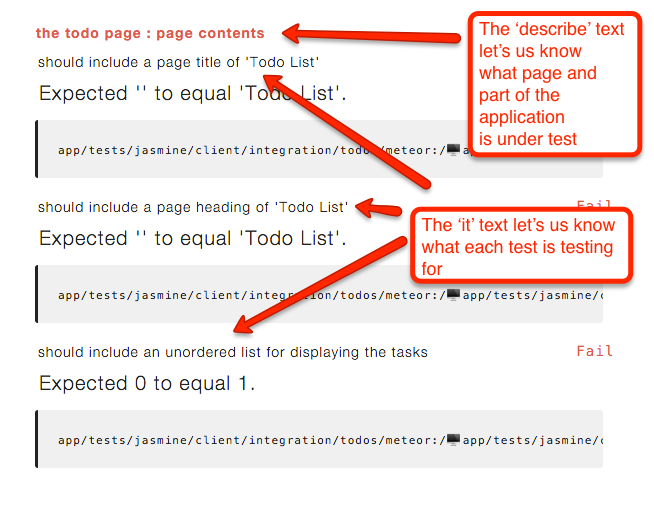 the todo page : page contents
The 'describe' text
let's us know
what page and
part of the
application
is under test
should include a page title of 'Todo List'
Expected '' to equal 'Todo List'.
app/tests/jasmine/client/integration/todos/meteor:/💻app
should include a page heading of 'Todo List'
Fail
The 'it' text let's us know
what each test is testing
for
Expected '' to equal 'Todo List'.
app/tests/jasmine/client/integration/todos/meteor:/💻app/tests/jasmine/c
should include an unordered list for displaying the tasks
Fail
Expected 0 to equal 1.
app/tests/jasmine/client/integration/todos/meteor:/💻app/tests/jasmine/c